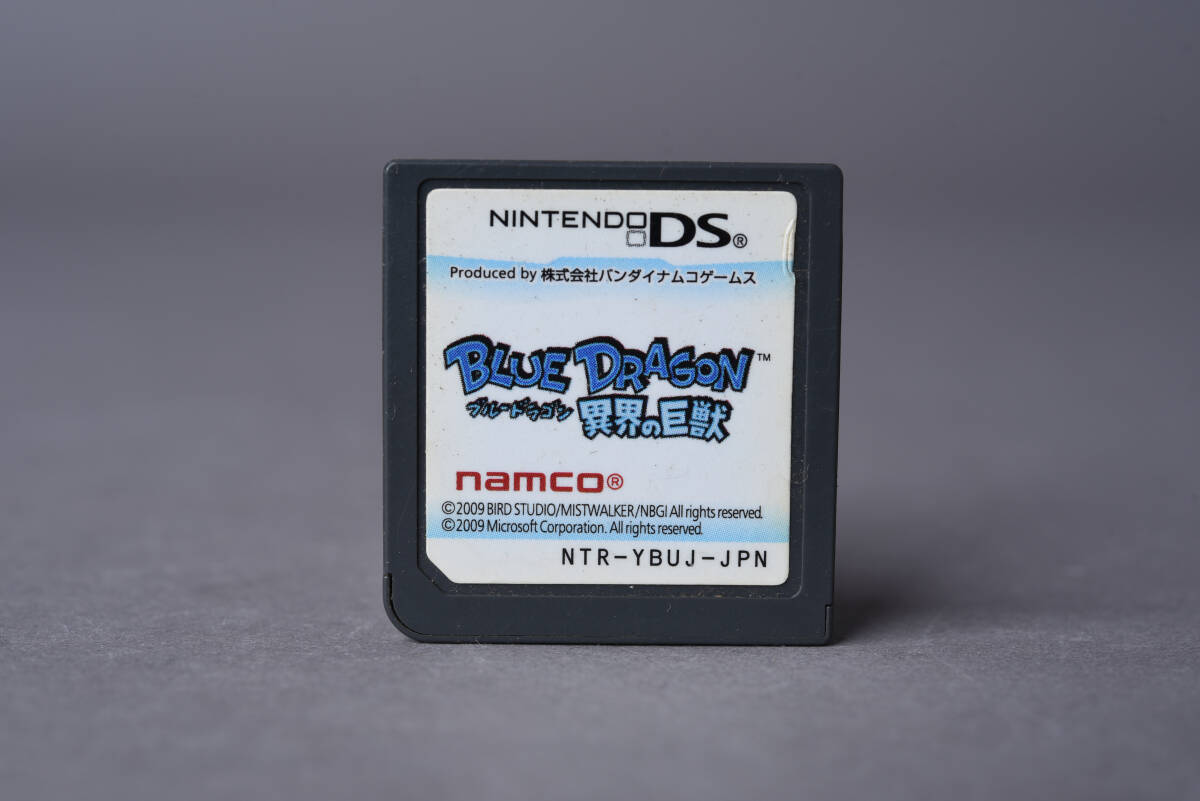 NINTENDO DS®
Produced by 株式会社バンダイナムコゲームス
BLUE DRAGON™
ブルードラゴン 異界の巨獣
namco®
©2009 BIRD STUDIO/MISTWALKER/NBGI All rights reserved.
©2009 Microsoft Corporation. All rights reserved.
NTR-YBUJ-JPN